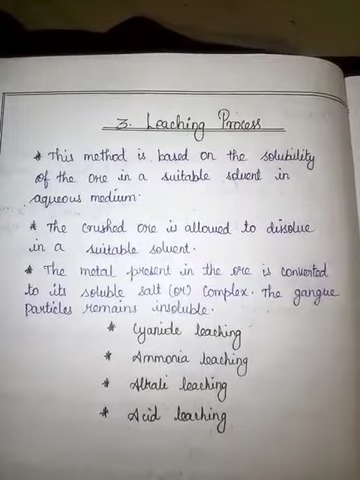 3. Leaching Process
* This method is based on the solubility
of the ore in a suitable solvent in
aqueous medium.
* The crushed ore is allowed to dissolve
in a suitable solvent.
* The metal present in the ore is converted
to its soluble salt (or) complex. The gangue
particles remains insoluble.
* Cyanide leaching
* Ammonia leaching
* Alkali leaching
* Acid leaching